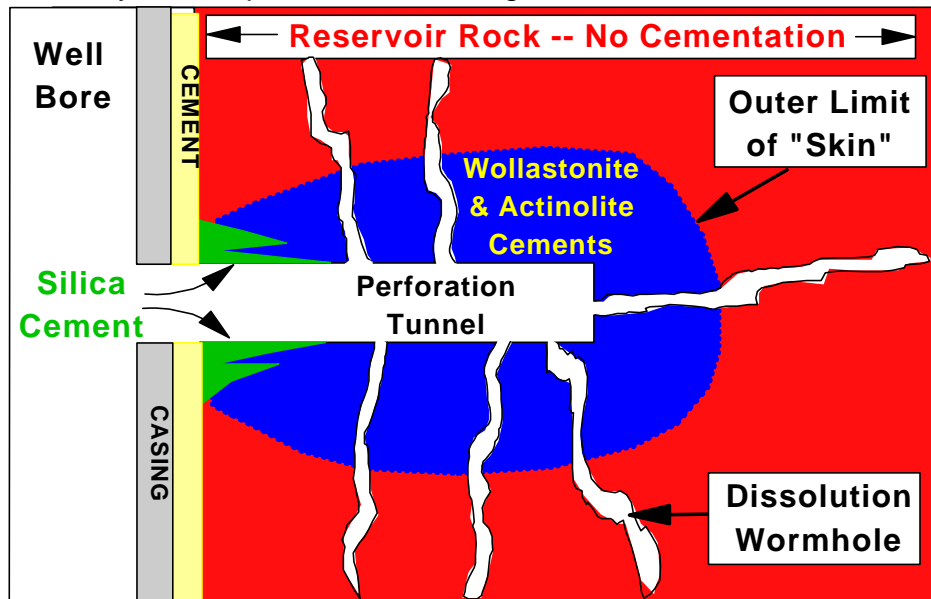 Reservoir Rock -- No Cementation
Well
Bore
CEMENT
Outer Limit
of "Skin"
Wollastonite
& Actinolite
Cements
Silica
Cement
Perforation
Tunnel
CASING
Dissolution
Wormhole